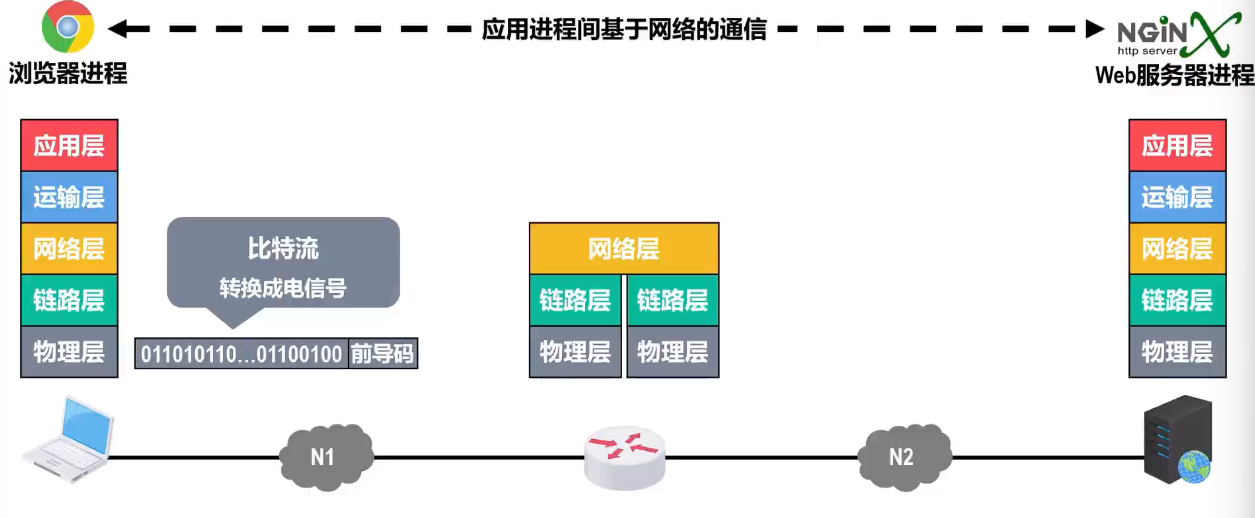 应用进程间基于网络的通信
NGiNX
http server
浏览器进程
Web服务器进程
应用层
运输层
网络层
链路层
物理层
比特流
转换成电信号
011010110...01100100
前导码
网络层
链路层
链路层
物理层
物理层
应用层
运输层
网络层
链路层
物理层
N1
N2